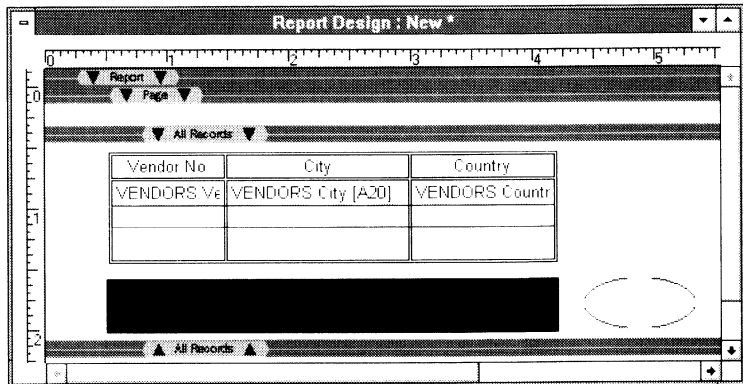 Report Design : New *
0 1 2 3 4 5
Report
Page
0
All Records
Vendor No City Country
VENDORS Ve VENDORS City [A20] VENDORS Countr
1
2
All Records